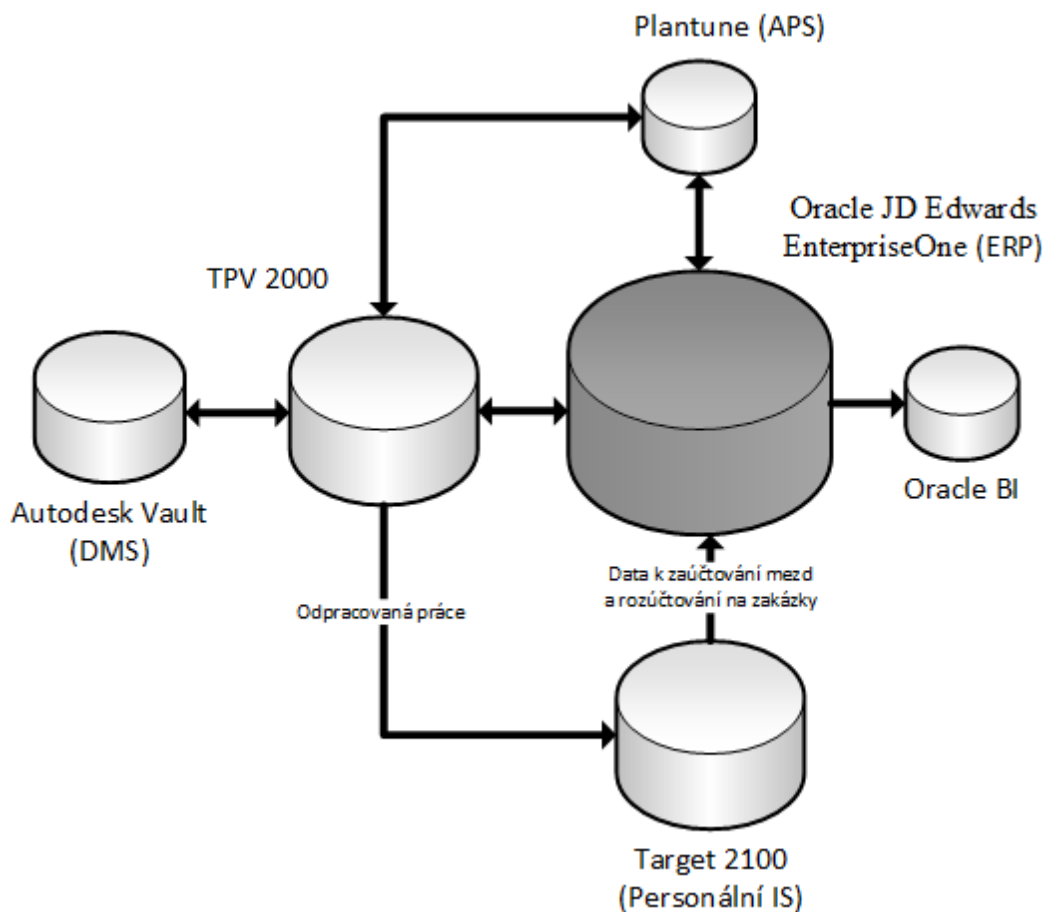 Plantune (APS)
Oracle JD Edwards
EnterpriseOne (ERP)
TPV 2000
Autodesk Vault
(DMS)
Oracle BI
Data k zaúčtování mezd
a rozúčtování na zakázky
Odpracovaná práce
Target 2100
(Personální IS)